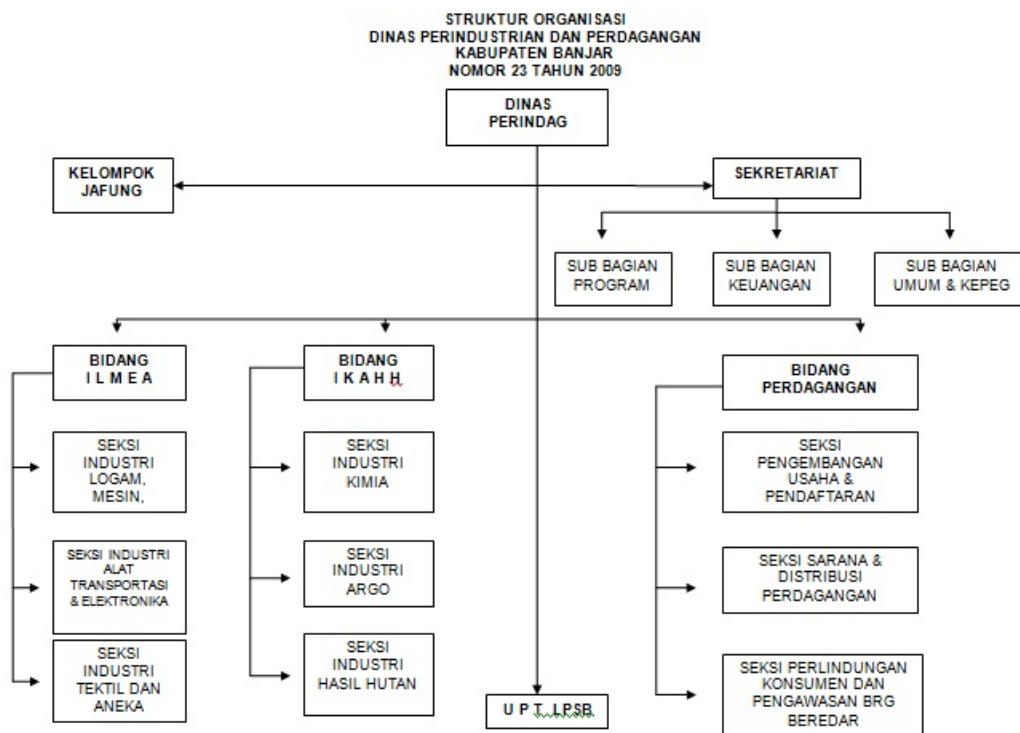 STRUKTUR ORGANISASI
DINAS PERINDUSTRIAN DAN PERDAGANGAN
KABUPATEN BANJAR
NOMOR 23 TAHUN 2009
DINAS
PERINDAG
KELOMPOK
JAFUNG
SEKRETARIAT
SUB BAGIAN
PROGRAM
SUB BAGIAN
KEUANGAN
SUB BAGIAN
UMUM & KEPEG
BIDANG
I L M E A
BIDANG
I K A H H
BIDANG
PERDAGANGAN
SEKSI
INDUSTRI
LOGAM,
MESIN,
SEKSI
INDUSTRI
KIMIA
SEKSI
PENGEMBANGAN
USAHA &
PENDAFTARAN
SEKSI INDUSTRI
ALAT
TRANSPORTASI
& ELEKTRONIKA
SEKSI
INDUSTRI
ARGO
SEKSI SARANA &
DISTRIBUSI
PERDAGANGAN
SEKSI
INDUSTRI
TEKTIL DAN
ANEKA
SEKSI
INDUSTRI
HASIL HUTAN
SEKSI PERLINDUNGAN
KONSUMEN DAN
PENGAWASAN BRG
BEREDAR
U P T LPSB